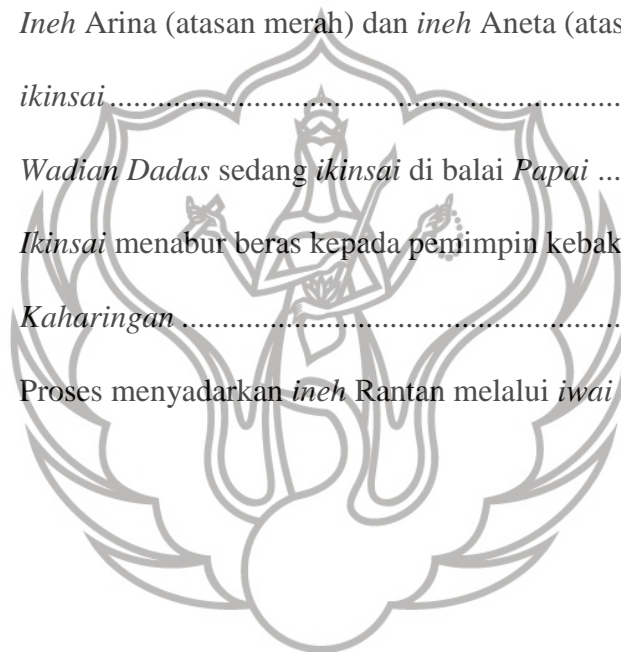 Ineh Arina (atasan merah) dan ineh Aneta (atas
ikinsai ................................................................
Wadian Dadas sedang ikinsai di balai Papai ...
Ikinsai menabur beras kepada pemimpin kebak
Kaharingan .......................................................
Proses menyadarkan ineh Rantan melalui iwai